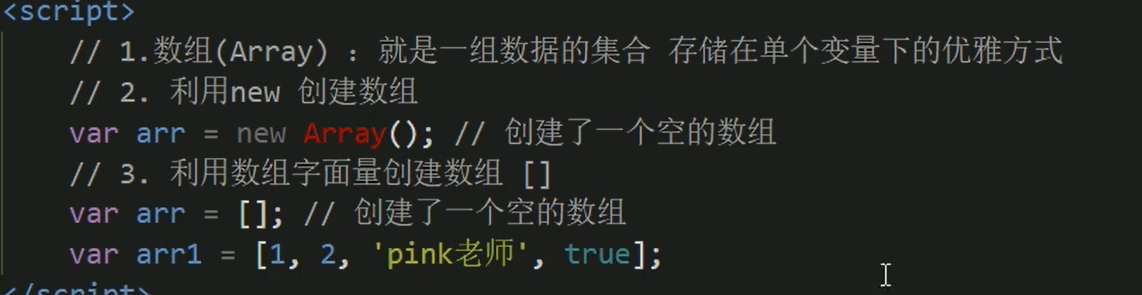 <script>
// 1.数组(Array) ：就是一组数据的集合 存储在单个变量下的优雅方式
// 2. 利用new 创建数组
var arr = new Array(); // 创建了一个空的数组
// 3. 利用数组字面量创建数组 []
var arr = []; // 创建了一个空的数组
var arr1 = [1, 2, 'pink老师', true];
</script>